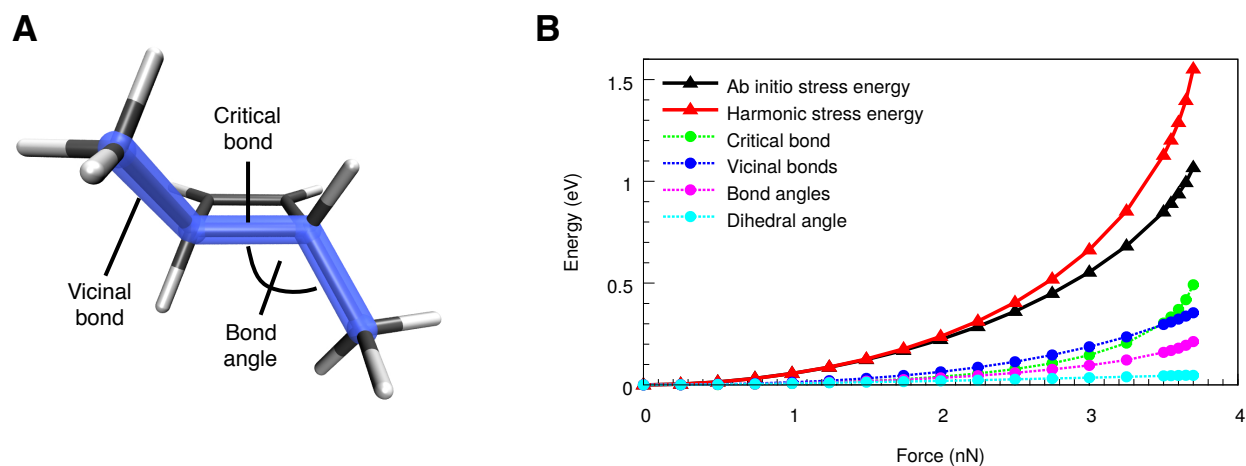 A
Critical
bond
Vicinal
bond
Bond
angle
B
Ab initio stress energy
Harmonic stress energy
Critical bond
Vicinal bonds
Bond angles
Dihedral angle
Energy (eV)
1.5
1
0.5
0
0 1 2 3 4
Force (nN)